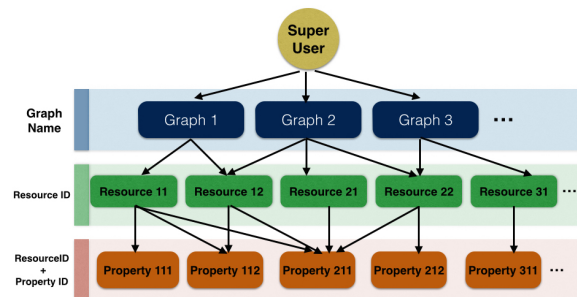 Super
User
Graph
Name
Graph 1
Graph 2
Graph 3
...
Resource ID
Resource 11
Resource 12
Resource 21
Resource 22
Resource 31
...
ResourceID
+
Property ID
Property 111
Property 112
Property 211
Property 212
Property 311
...